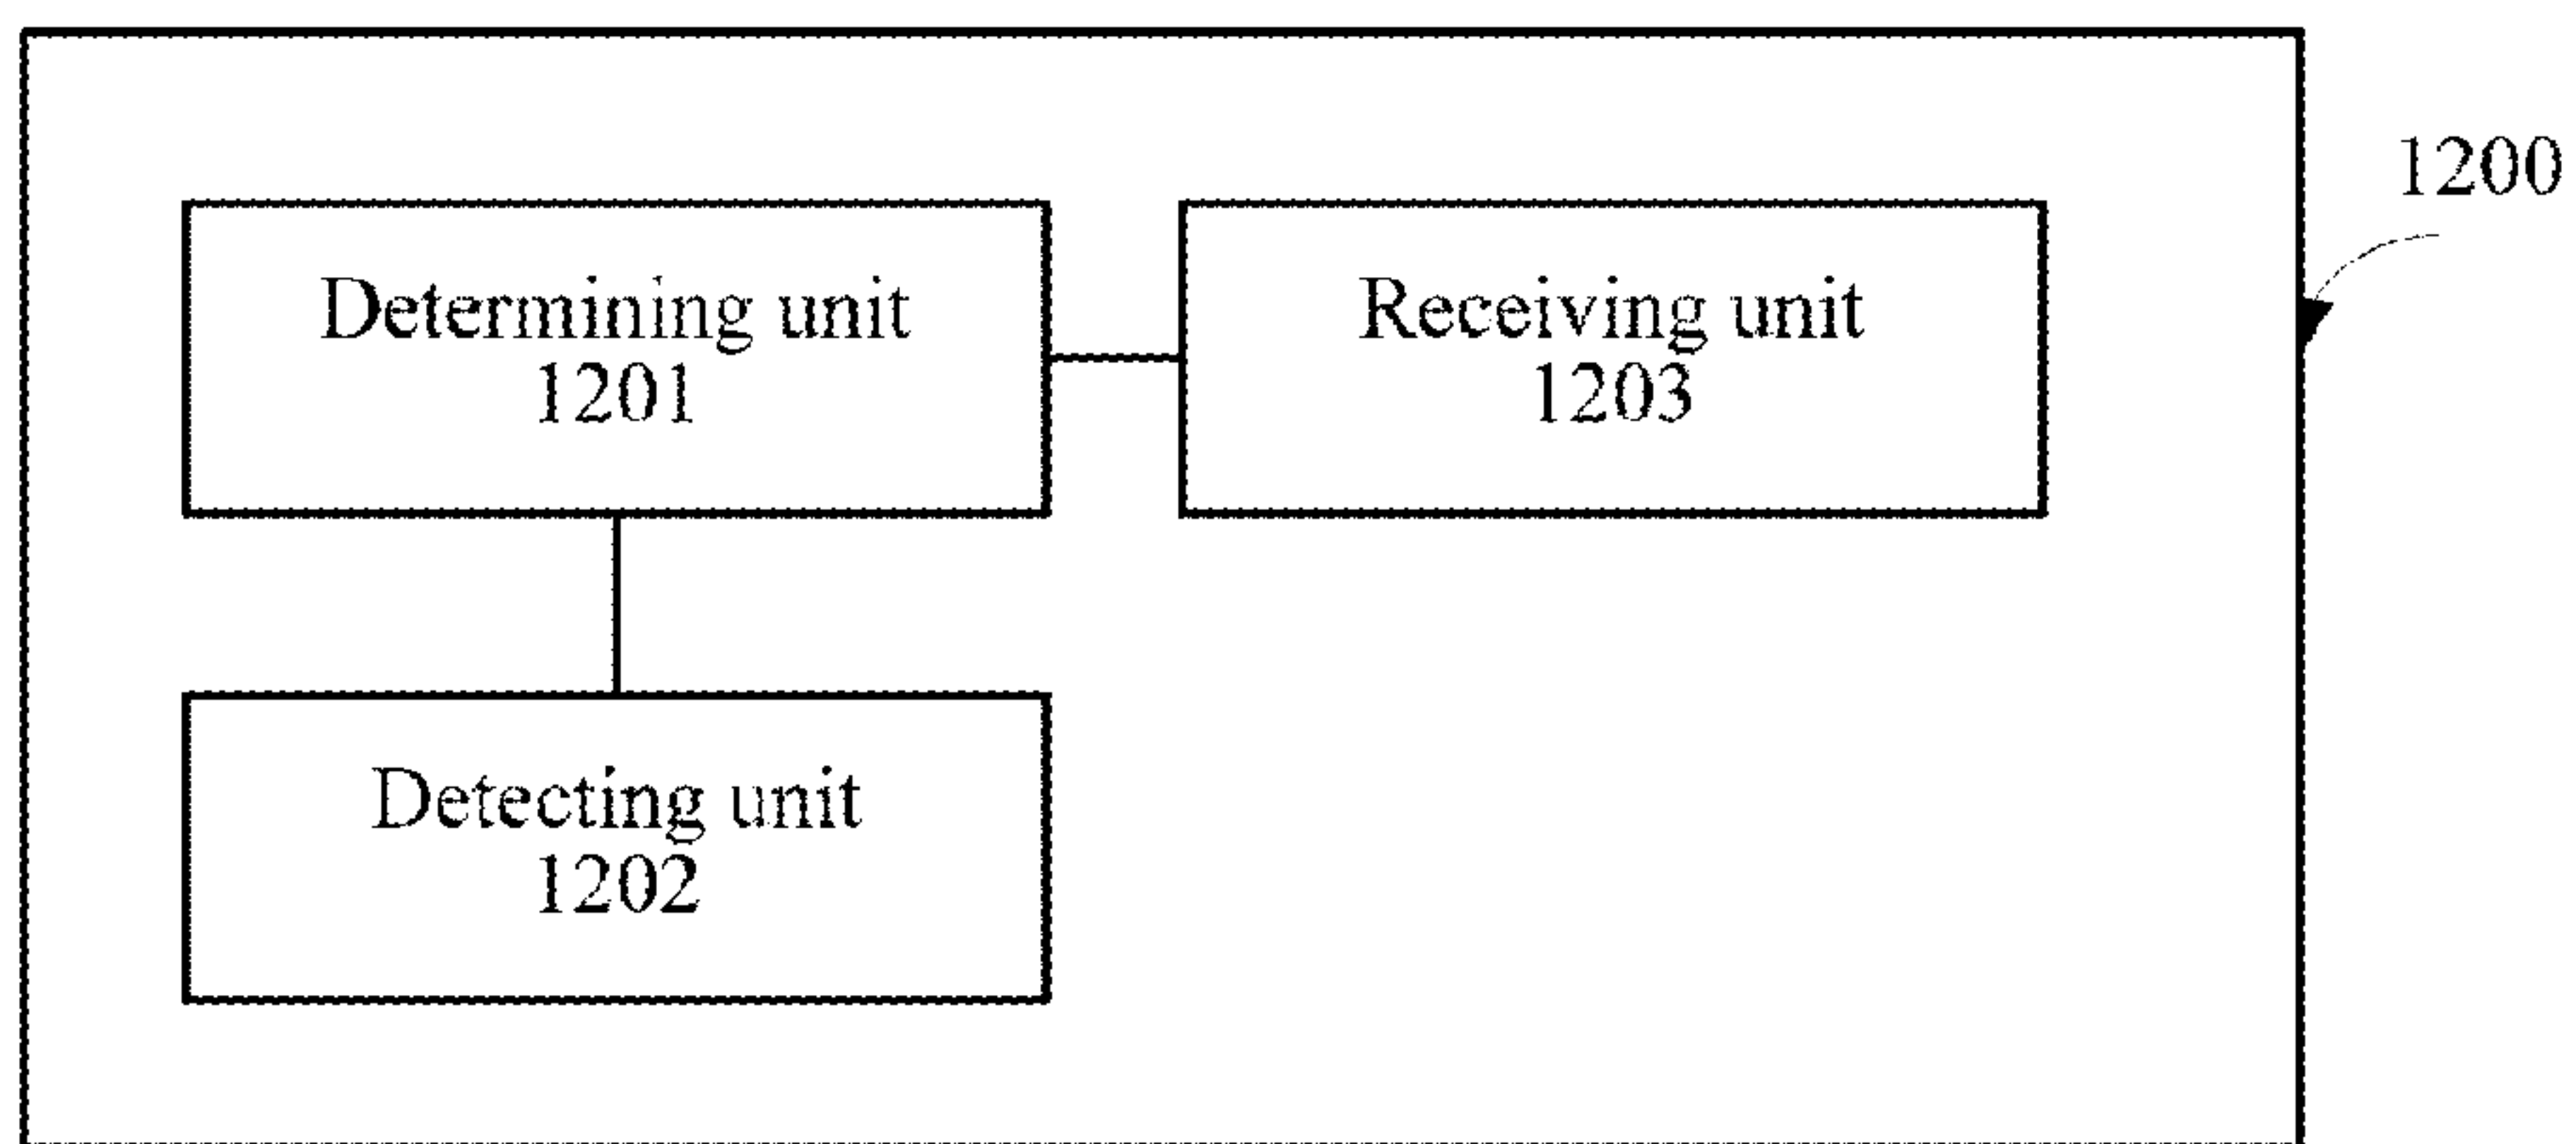 1200
Determining unit
1201
Receiving unit
1203
Detecting unit
1202